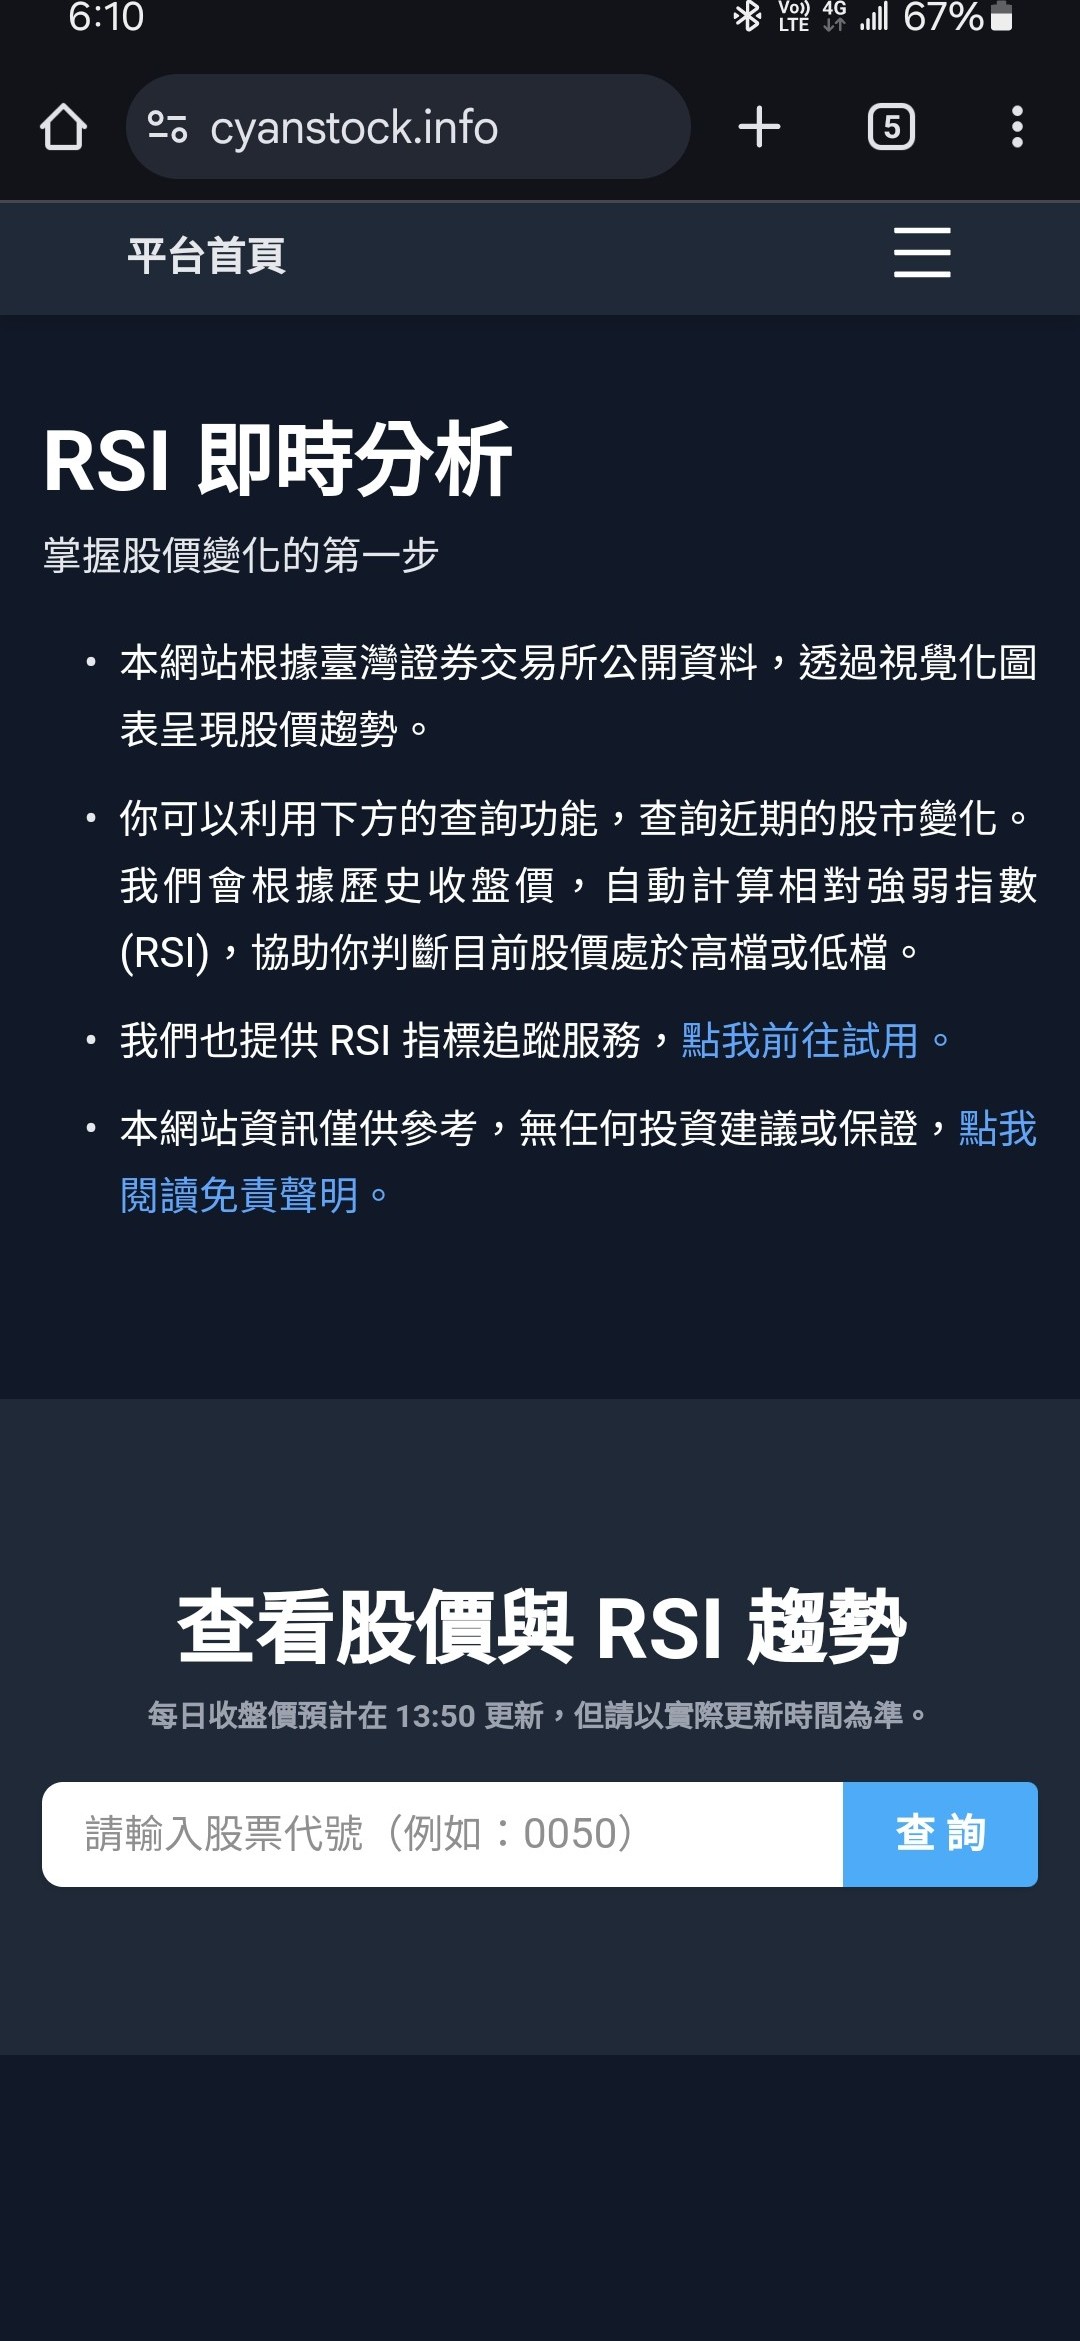 6:10
Vo)) LTE 4G 67%
cyanstock.info
5
平台首頁
RSI 即時分析
掌握股價變化的第一步
• 本網站根據臺灣證券交易所公開資料，透過視覺化圖
表呈現股價趨勢。
• 你可以利用下方的查詢功能，查詢近期的股市變化。
我們會根據歷史收盤價，自動計算相對強弱指數
(RSI)，協助你判斷目前股價處於高檔或低檔。
• 我們也提供 RSI 指標追蹤服務，點我前往試用。
• 本網站資訊僅供參考，無任何投資建議或保證，點我
閱讀免責聲明。
查看股價與 RSI 趨勢
每日收盤價預計在 13:50 更新，但請以實際更新時間為準。
請輸入股票代號（例如：0050）
查 詢